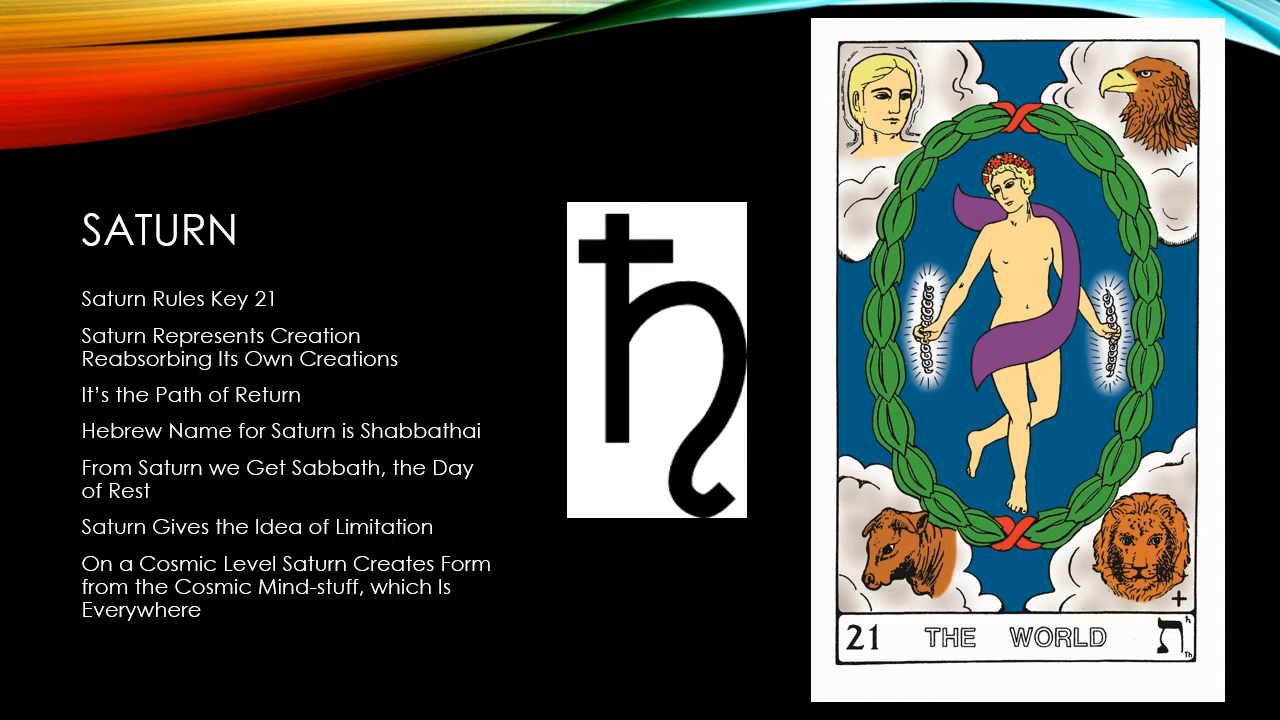 SATURN
Saturn Rules Key 21
Saturn Represents Creation
Reabsorbing Its Own Creations
It’s the Path of Return
Hebrew Name for Saturn is Shabbathai
From Saturn we Get Sabbath, the Day
of Rest
Saturn Gives the Idea of Limitation
On a Cosmic Level Saturn Creates Form
from the Cosmic Mind-stuff, which Is
Everywhere
♄
21 THE WORLD ת ♄ Th